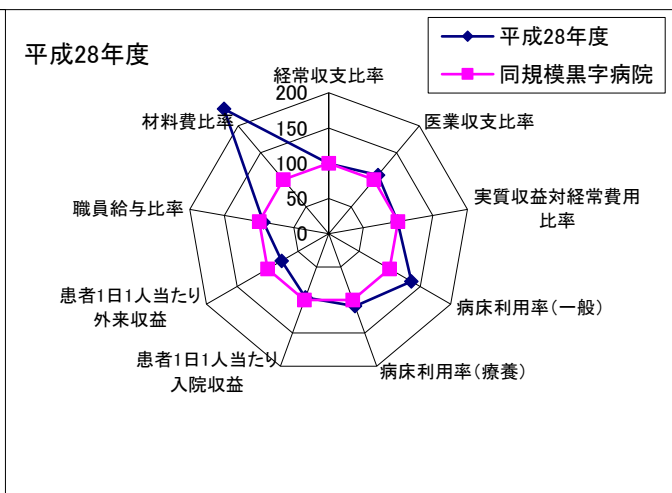 平成28年度
平成28年度
同規模黒字病院
経常収支比率
医業収支比率
実質収益対経常費用
比率
病床利用率(一般)
病床利用率(療養)
患者1日1人当たり
入院収益
患者1日1人当たり
外来収益
職員給与比率
材料費比率
200
150
100
50
0